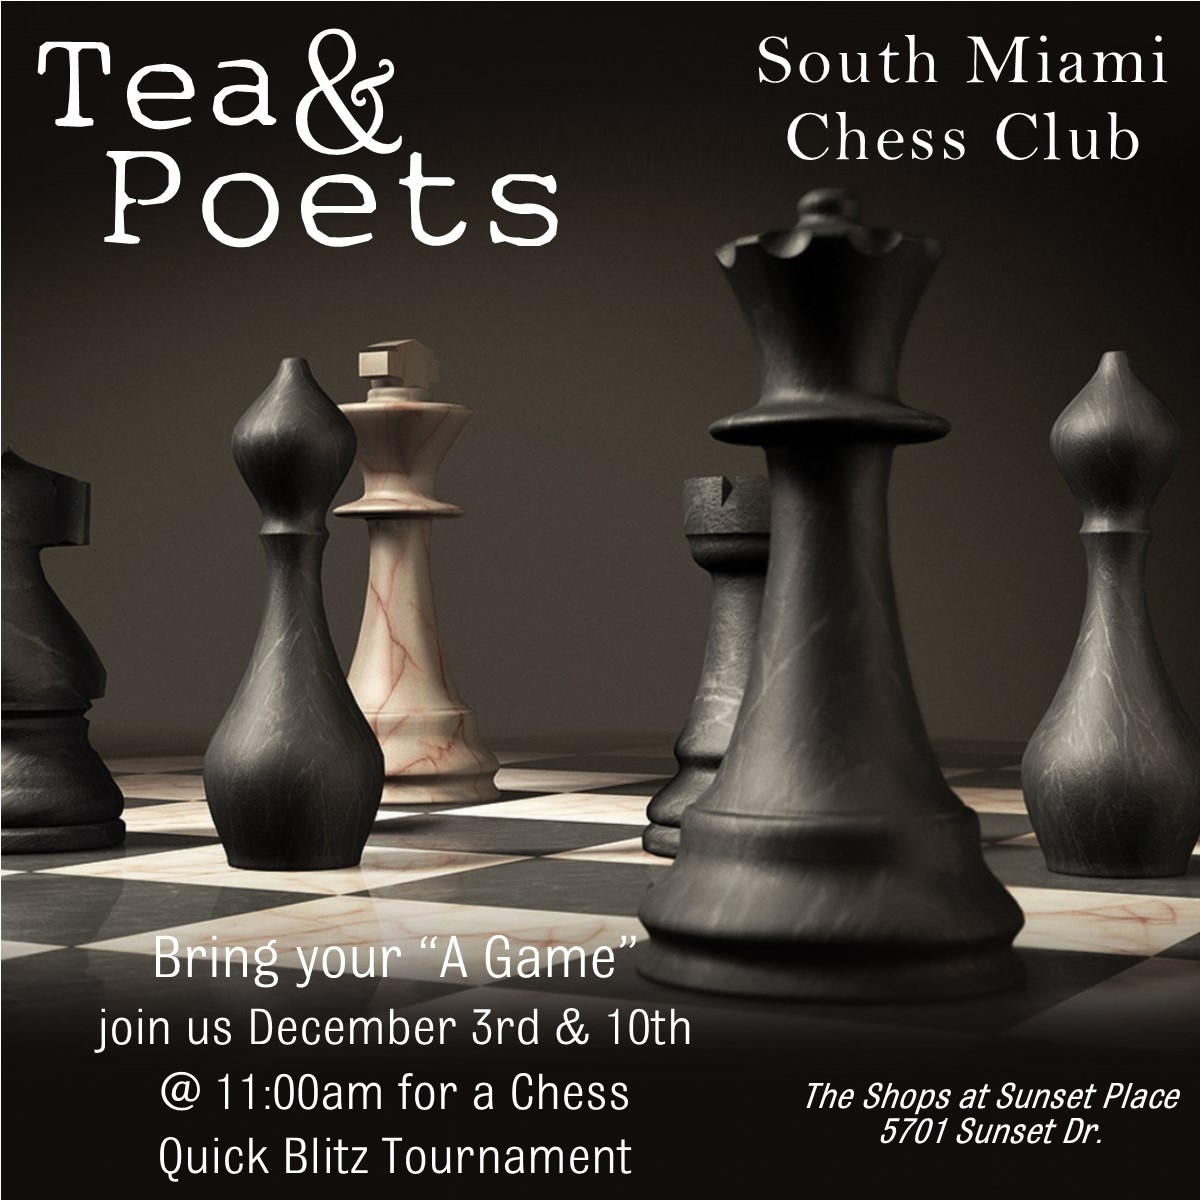 Tea &
Poets
South Miami
Chess Club
Bring your “A Game”
join us December 3rd & 10th
@ 11:00am for a Chess
Quick Blitz Tournament
The Shops at Sunset Place
5701 Sunset Dr.